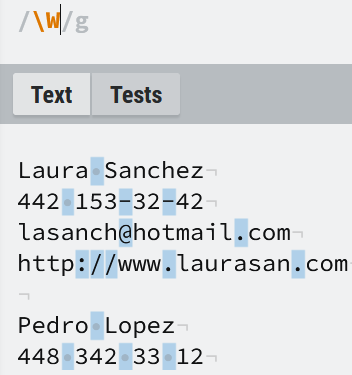 /\W/g
Text Tests
Laura Sanchez
442 153-32-42
lasanch@hotmail.com
http://www.laurasan.com
Pedro Lopez
448 342 33 12